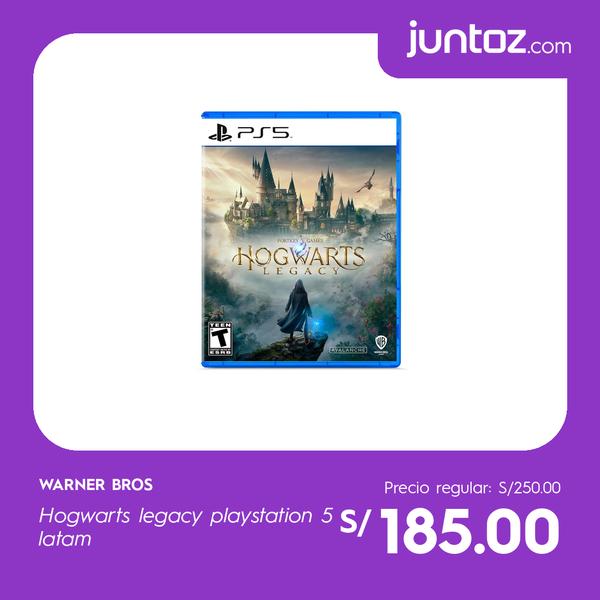 juntoz.com
PS5
PORTKEY GAMES
HOGWARTS
LEGACY
TEEN
T
ESRB
AVALANCHE
WB
WARNER BROS
Precio regular: S/250.00
Hogwarts legacy playstation 5
latam
S/185.00